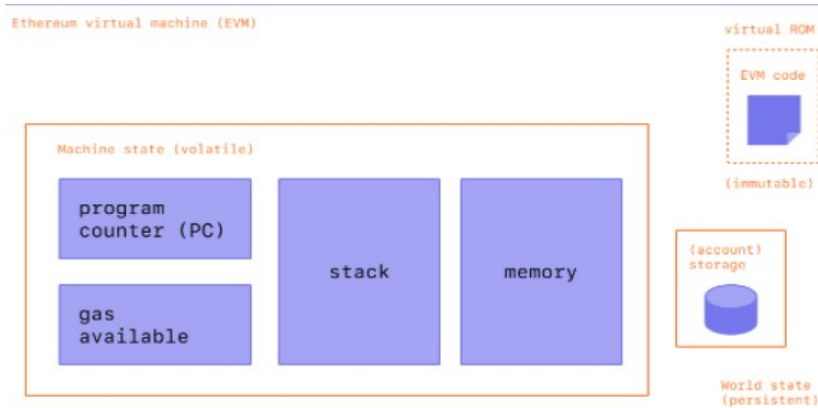 Ethereum virtual machine (EVM)
virtual ROM
EVM code
(immutable)
Machine state (volatile)
program
counter (PC)
gas
available
stack
memory
(account)
storage
World state
(persistent)